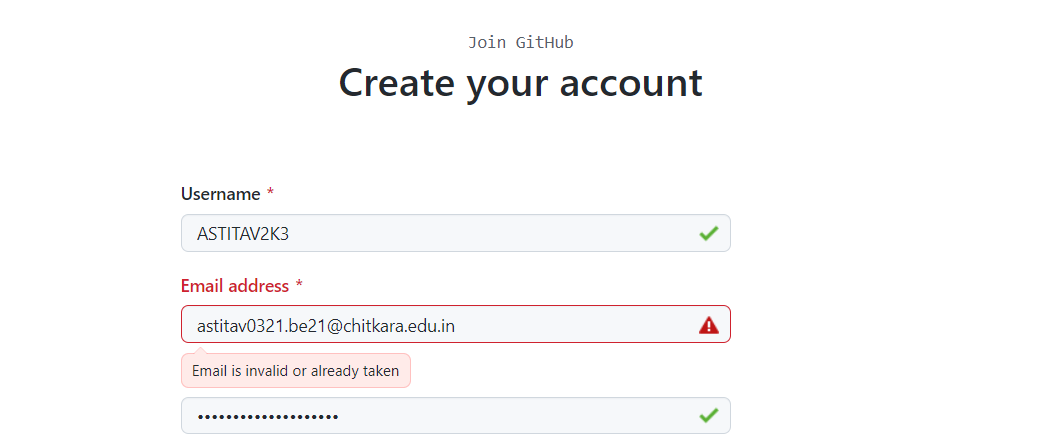 Join GitHub
Create your account
Username *
ASTITAV2K3
Email address *
astitav0321.be21@chitkara.edu.in
Email is invalid or already taken
••••••••••••••••••••